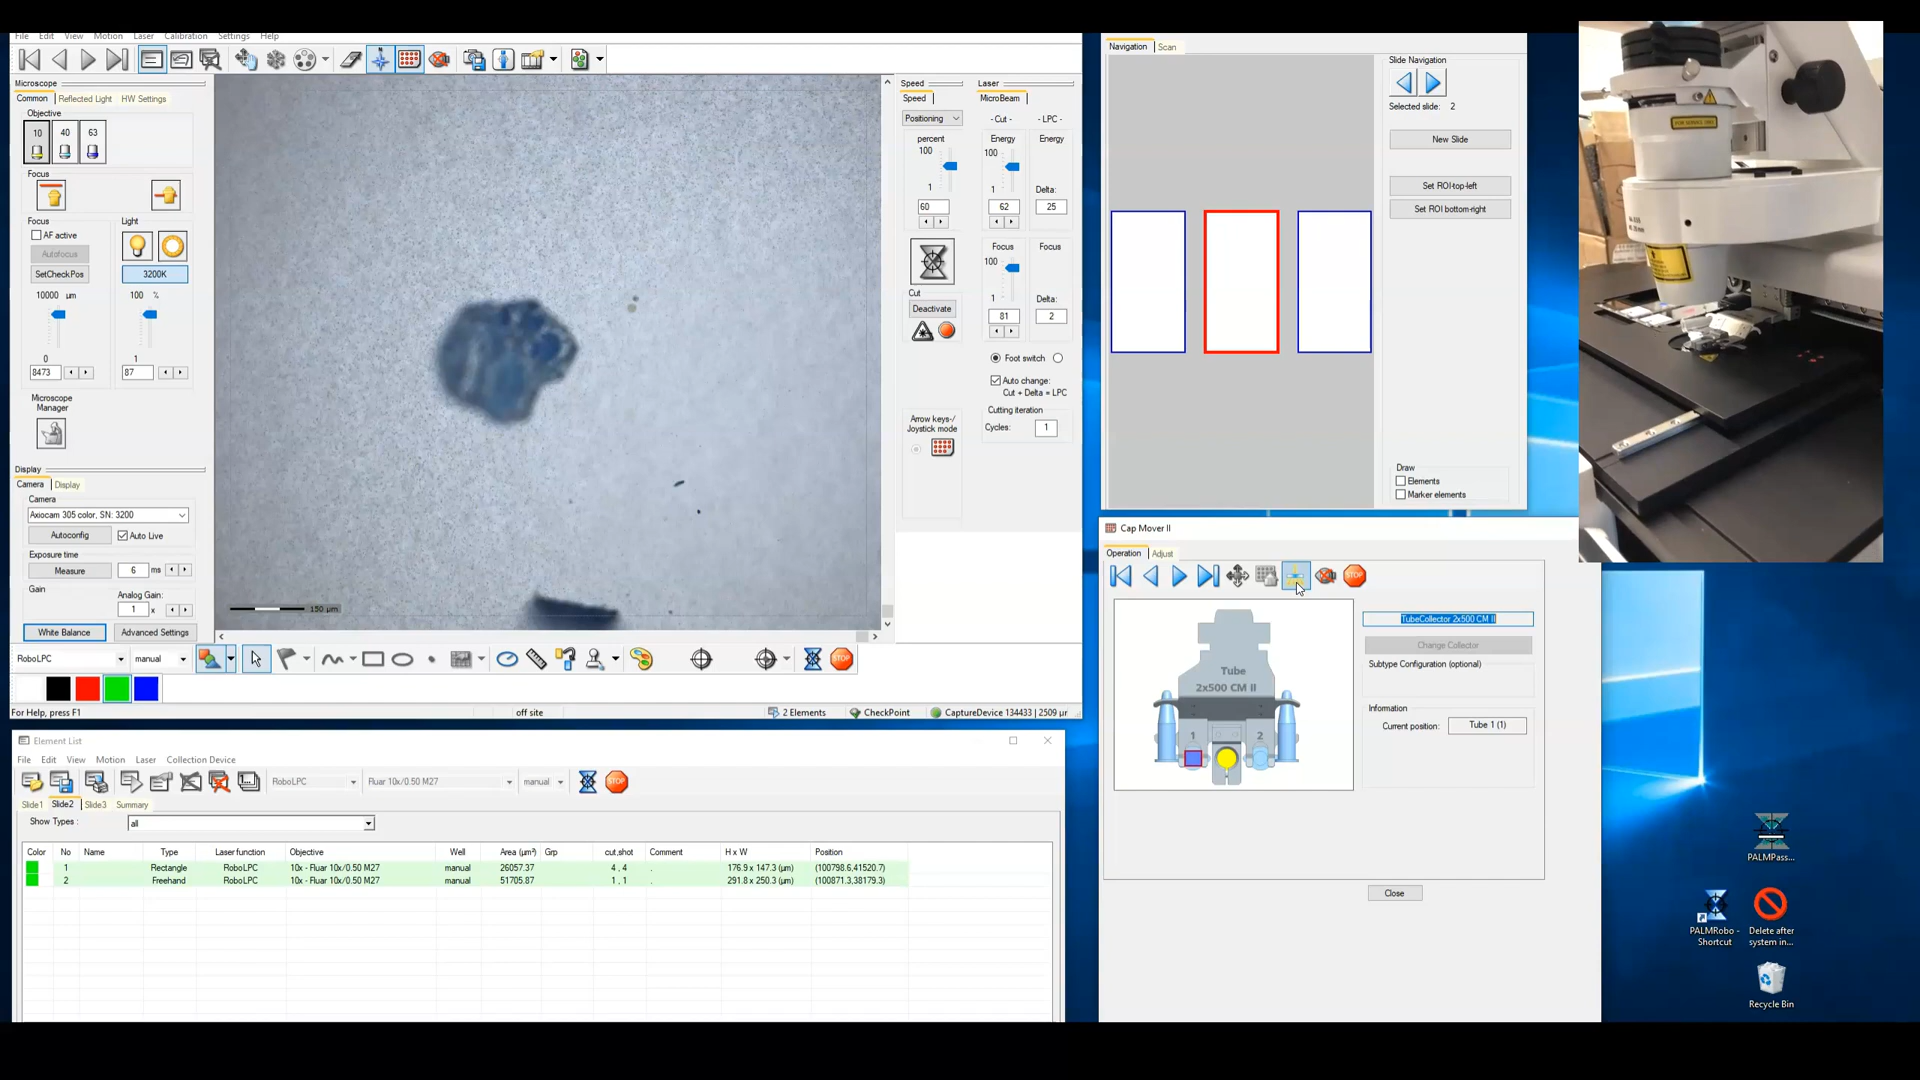 File Edit View Motion Laser Calibration Settings Help
Microscope
Common Reflected Light HW Settings
Objective
10 40 63
Focus
Focus Light
AF active
Autofocus
SetCheckPos 3200K
10000 µm 100 %
0 1
8473 87
Microscope
Manager
Display
Camera Display
Camera
Axiocam 305 color, SN: 3200
Autoconfig Auto Live
Exposure time
Measure 6 ms
Gain Analog Gain:
1 x
White Balance Advanced Settings
150 µm
Speed
Speed
Positioning
percent
100
1
60
Cut
Deactivate
Arrow keys-/
Joystick mode
Laser
MicroBeam
- Cut - - LPC -
Energy Energy
100
1 Delta:
62 25
Focus Focus
100
1 Delta:
81 2
Foot switch
Auto change:
Cut + Delta = LPC
Cutting iteration
Cycles: 1
RoboLPC manual
STOP
For Help, press F1 off site 2 Elements CheckPoint CaptureDevice 134433 | 2509 µr
Element List
File Edit View Motion Laser Collection Device
RoboLPC Fluar 10x/0.50 M27 manual STOP
Slide1 Slide2 Slide3 Summary
Show Types : all
Color No Name Type Laser function Objective Well Area (µm²) Grp cut,shot Comment H x W Position
1 Rectangle RoboLPC 10x - Fluar 10x/0.50 M27 manual 26057.37 4 , 4 . 176.9 x 147.3 (µm) (100798.6,41520.7)
2 Freehand RoboLPC 10x - Fluar 10x/0.50 M27 manual 51705.87 1 , 1 . 291.8 x 250.3 (µm) (100871.3,38179.3)
Navigation Scan
Slide Navigation
Selected slide: 2
New Slide
Set ROI-top-left
Set ROI bottom-right
Draw
Elements
Marker elements
Cap Mover II
Operation Adjust
STOP
Tube
2x500 CM II
1 2
TubeCollector 2x500 CM II
Change Collector
Subtype Configuration (optional)
Information
Current position: Tube 1 (1)
Close
PALMPass...
PALMRobo -
Shortcut
Delete after
system in...
Recycle Bin